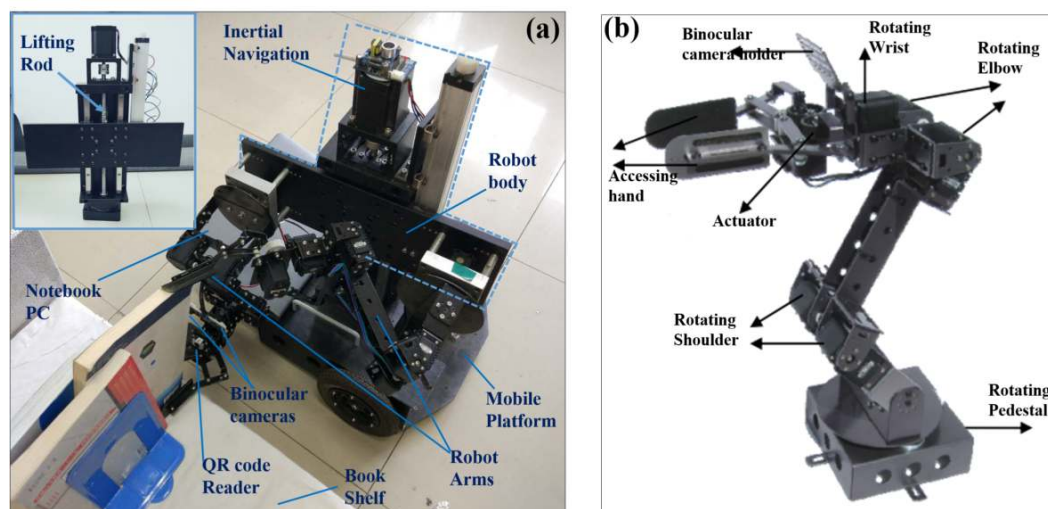 (a)
Lifting
Rod
Inertial
Navigation
Robot
body
Notebook
PC
Binocular
cameras
Mobile
Platform
QR code
Reader
Robot
Arms
Book
Shelf
(b)
Binocular
camera holder
Rotating
Wrist
Rotating
Elbow
Accessing
hand
Actuator
Rotating
Shoulder
Rotating
Pedestal